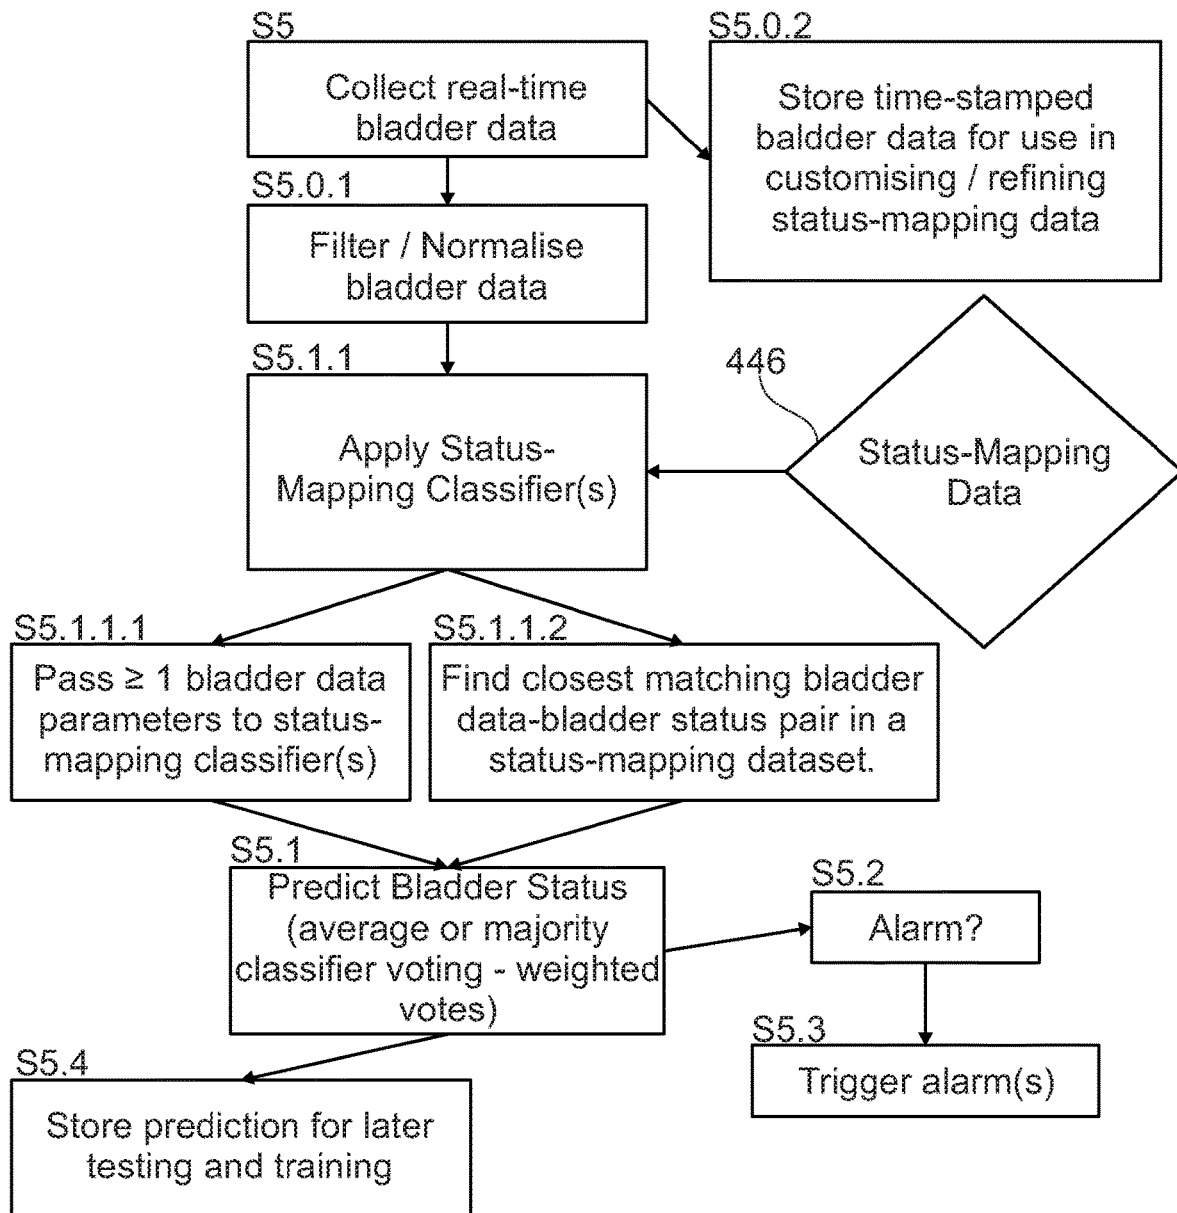 S5
Collect real-time
bladder data
S5.0.2
Store time-stamped
baldder data for use in
customising / refining
status-mapping data
S5.0.1
Filter / Normalise
bladder data
S5.1.1
Apply Status-
Mapping Classifier(s)
446
Status-Mapping
Data
S5.1.1.1
Pass ≥ 1 bladder data
parameters to status-
mapping classifier(s)
S5.1.1.2
Find closest matching bladder
data-bladder status pair in a
status-mapping dataset.
S5.1
Predict Bladder Status
(average or majority
classifier voting - weighted
votes)
S5.2
Alarm?
S5.3
Trigger alarm(s)
S5.4
Store prediction for later
testing and training